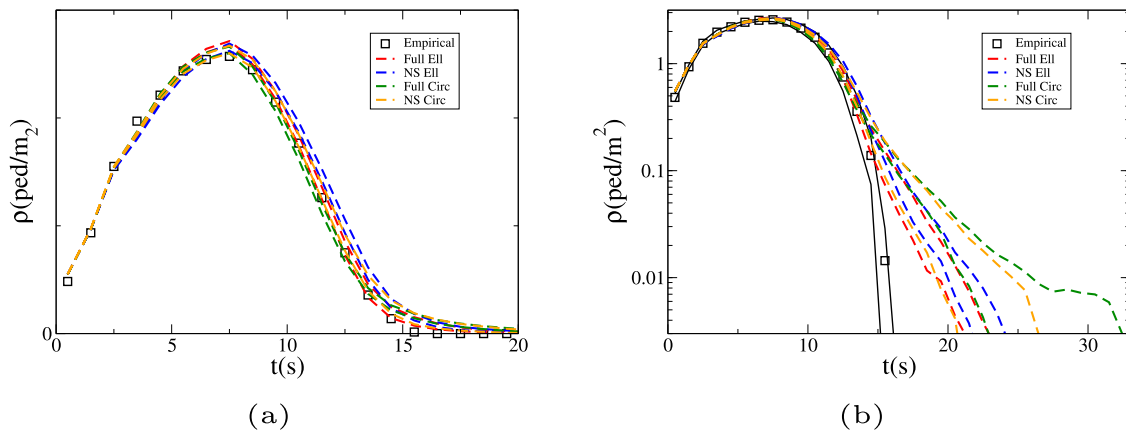 ρ(ped/m₂)
0
0 5 10 15 20
t(s)
Empirical
Full Ell
NS Ell
Full Circ
NS Circ
(a)
ρ(ped/m²)
1
0.1
0.01
0 10 20 30
t(s)
Empirical
Full Ell
NS Ell
Full Circ
NS Circ
(b)